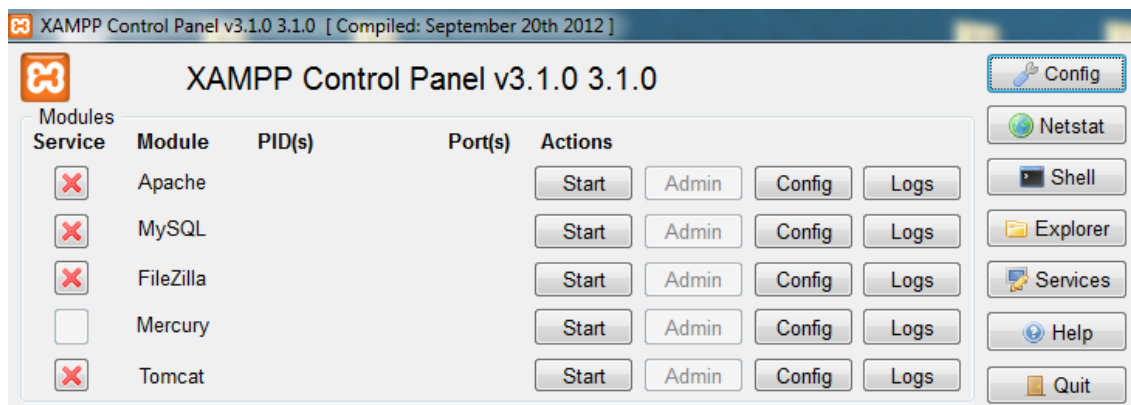 XAMPP Control Panel v3.1.0 3.1.0 [ Compiled: September 20th 2012 ]
XAMPP Control Panel v3.1.0 3.1.0
Config
Modules
Netstat
Service Module PID(s) Port(s) Actions
Apache Start Admin Config Logs
Shell
MySQL Start Admin Config Logs
Explorer
FileZilla Start Admin Config Logs
Services
Mercury Start Admin Config Logs
Help
Tomcat Start Admin Config Logs
Quit